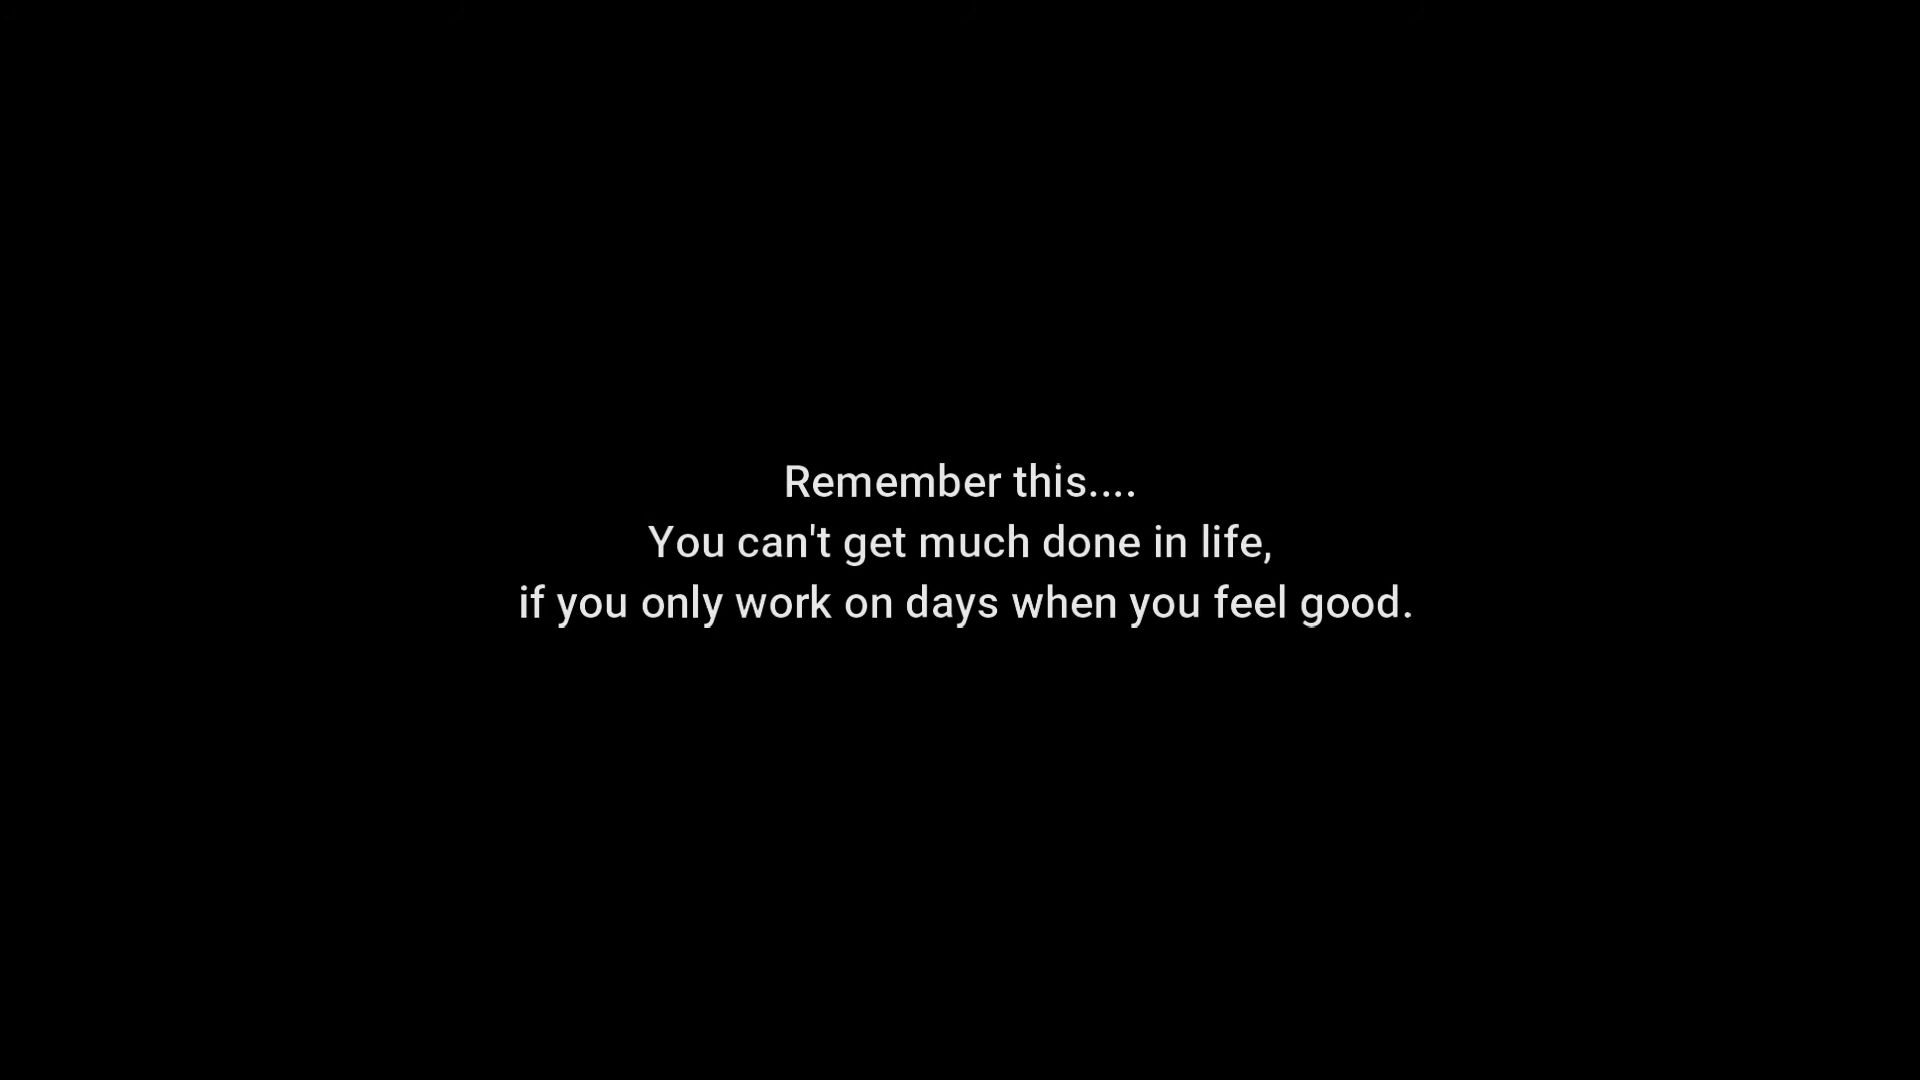 Remember this....
You can't get much done in life,
if you only work on days when you feel good.